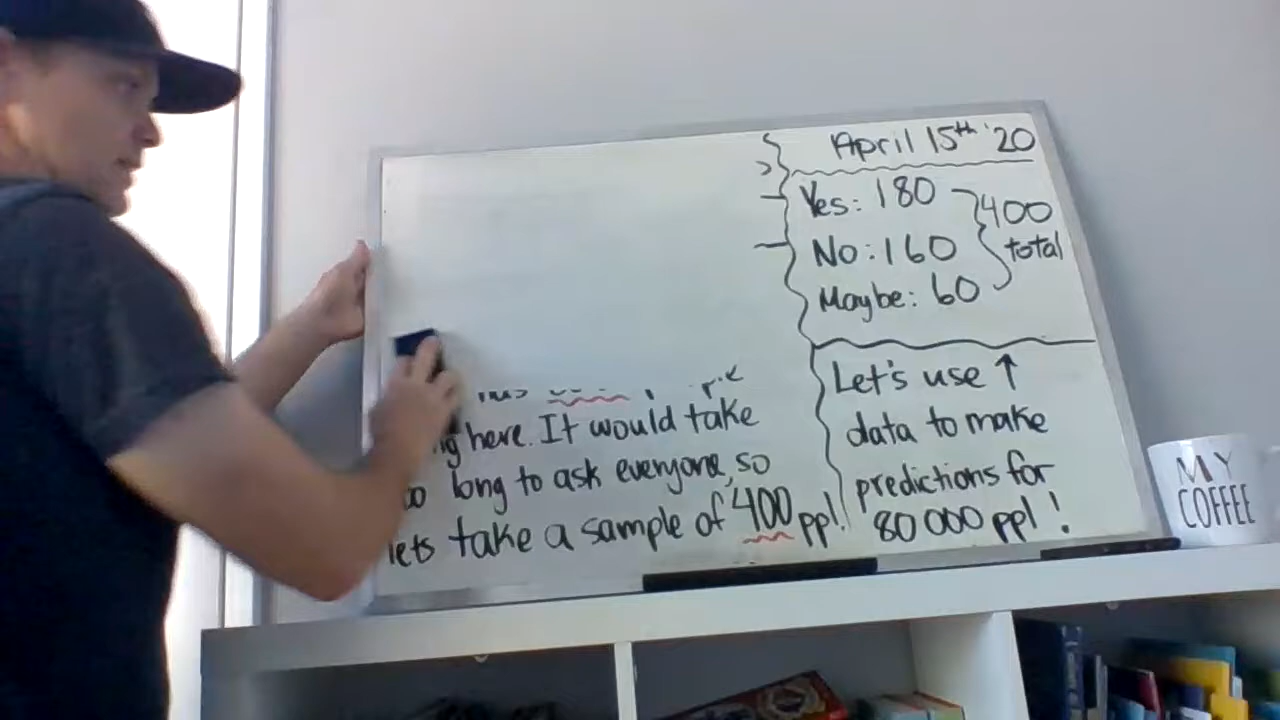 April 15th '20
Yes: 180
No: 160
Maybe: 60
400
total
here. It would take
long to ask everyone, so
lets take a sample of 400 ppl.
Let's use ↑
data to make
predictions for
80 000 ppl!
MY
COFFEE